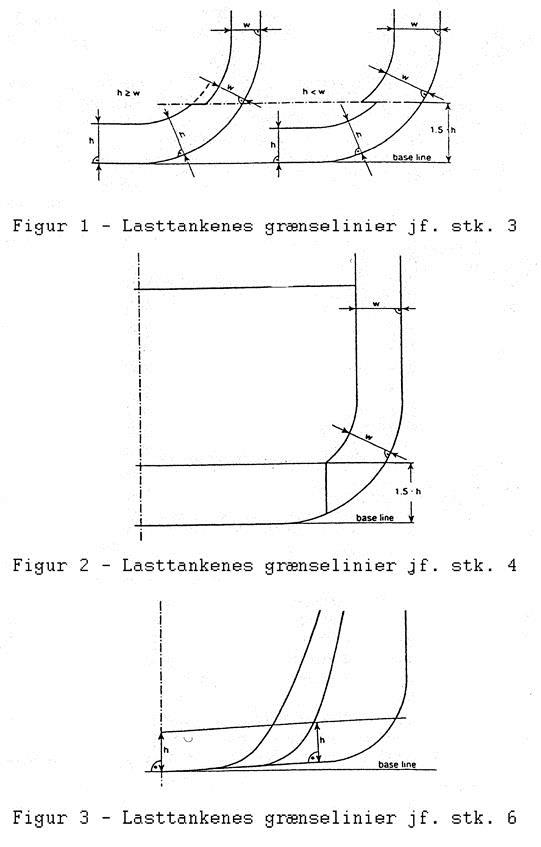 w
w
h ≥ w
w
h < w
w
h
h
h
h
1.5 · h
base line
Figur 1 - Lasttankenes grænselinier jf. stk. 3
w
w
1.5 · h
base line
Figur 2 - Lasttankenes grænselinier jf. stk. 4
h
h
base line
Figur 3 - Lasttankenes grænselinier jf. stk. 6